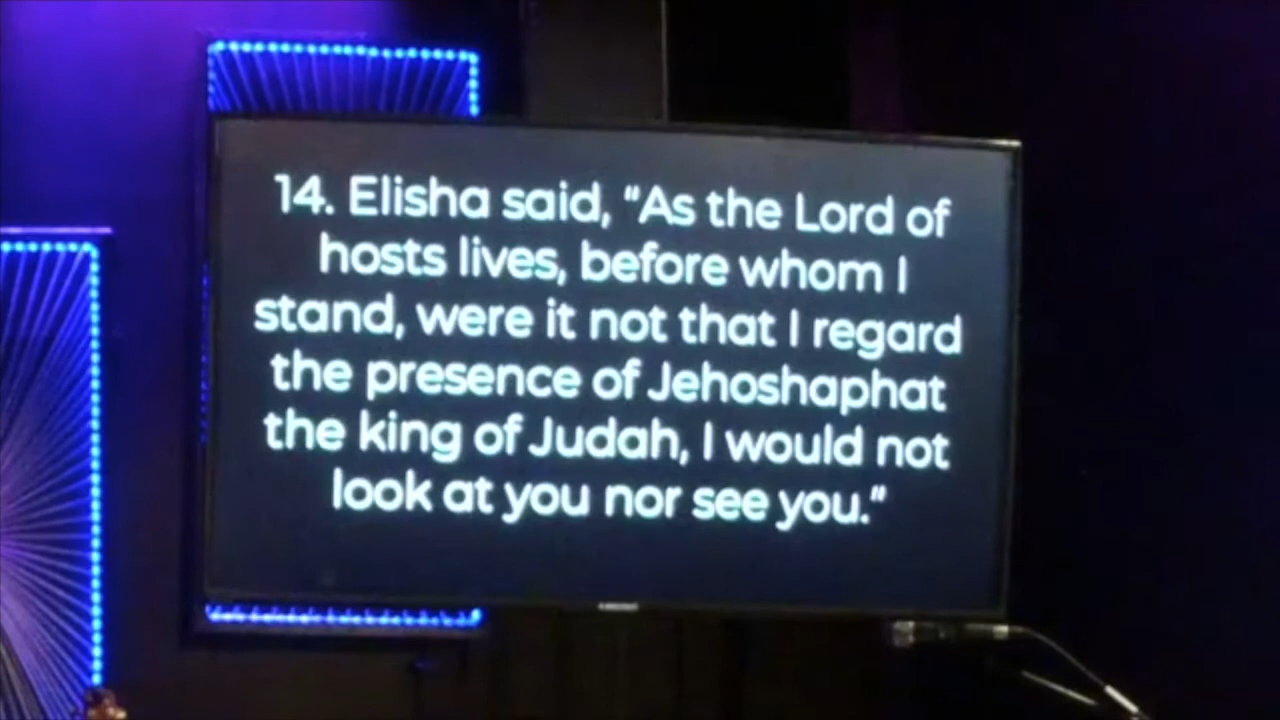 14. Elisha said, "As the Lord of
hosts lives, before whom I
stand, were it not that I regard
the presence of Jehoshaphat
the king of Judah, I would not
look at you nor see you."